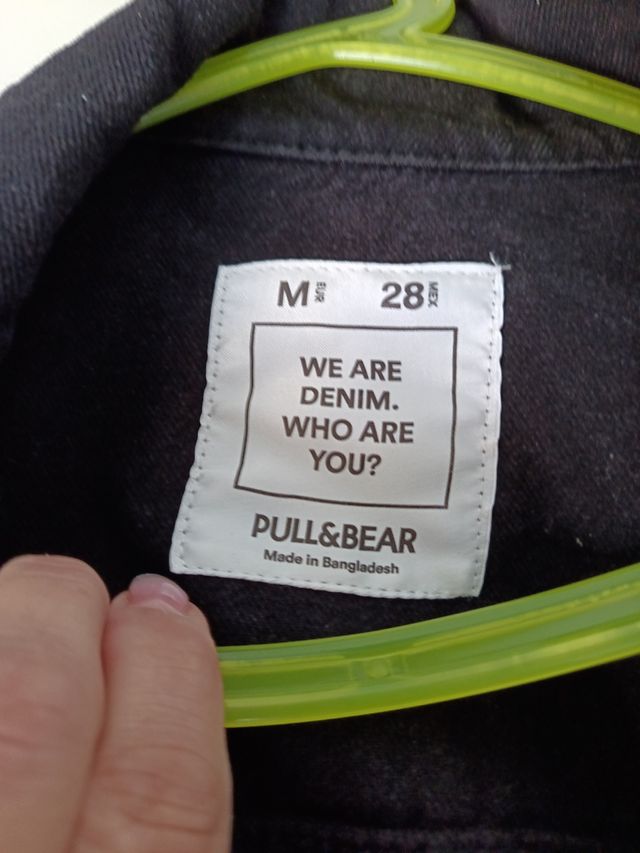 M EUR 28 MEX
WE ARE
DENIM.
WHO ARE
YOU?
PULL&BEAR
Made in Bangladesh